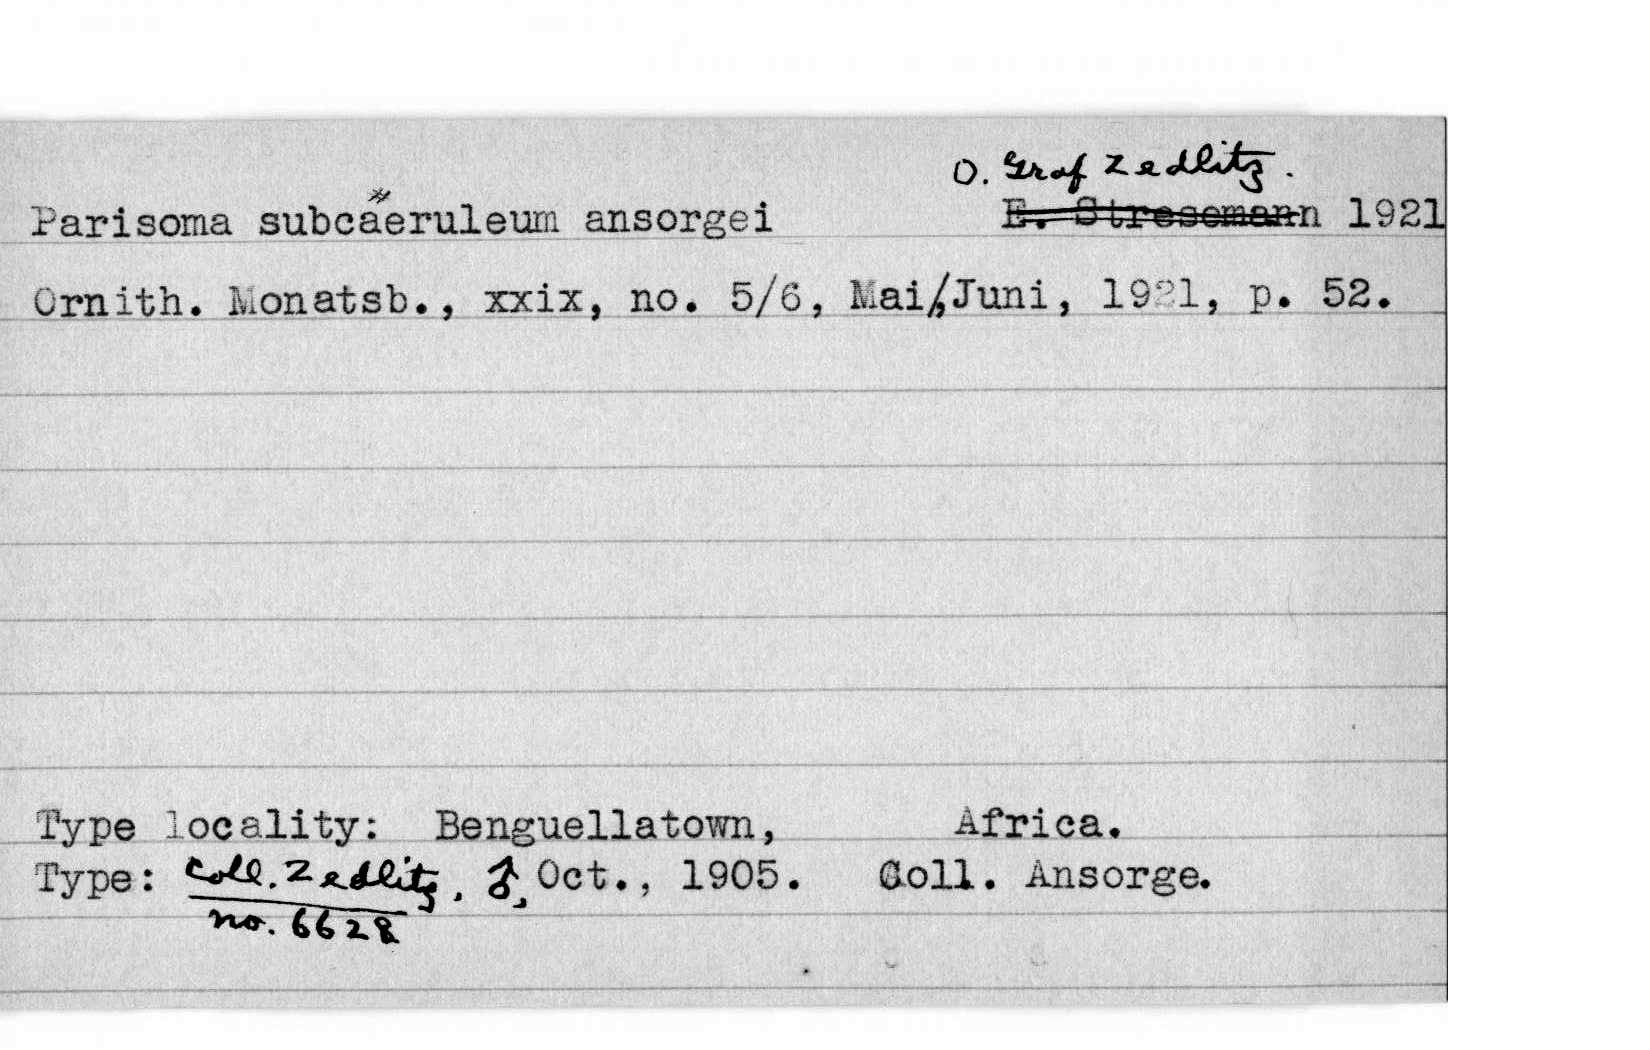 O. Graf Zedlitz.
Parisoma subcaeruleum ansorgei E. Stresemann 1921
Ornith. Monatsb., xxix, no. 5/6, Mai/Juni, 1921, p. 52.
Type locality: Benguellatown, Africa.
Type: Coll. Zedlitz, ♂, Oct., 1905. Coll. Ansorge.
no. 6628